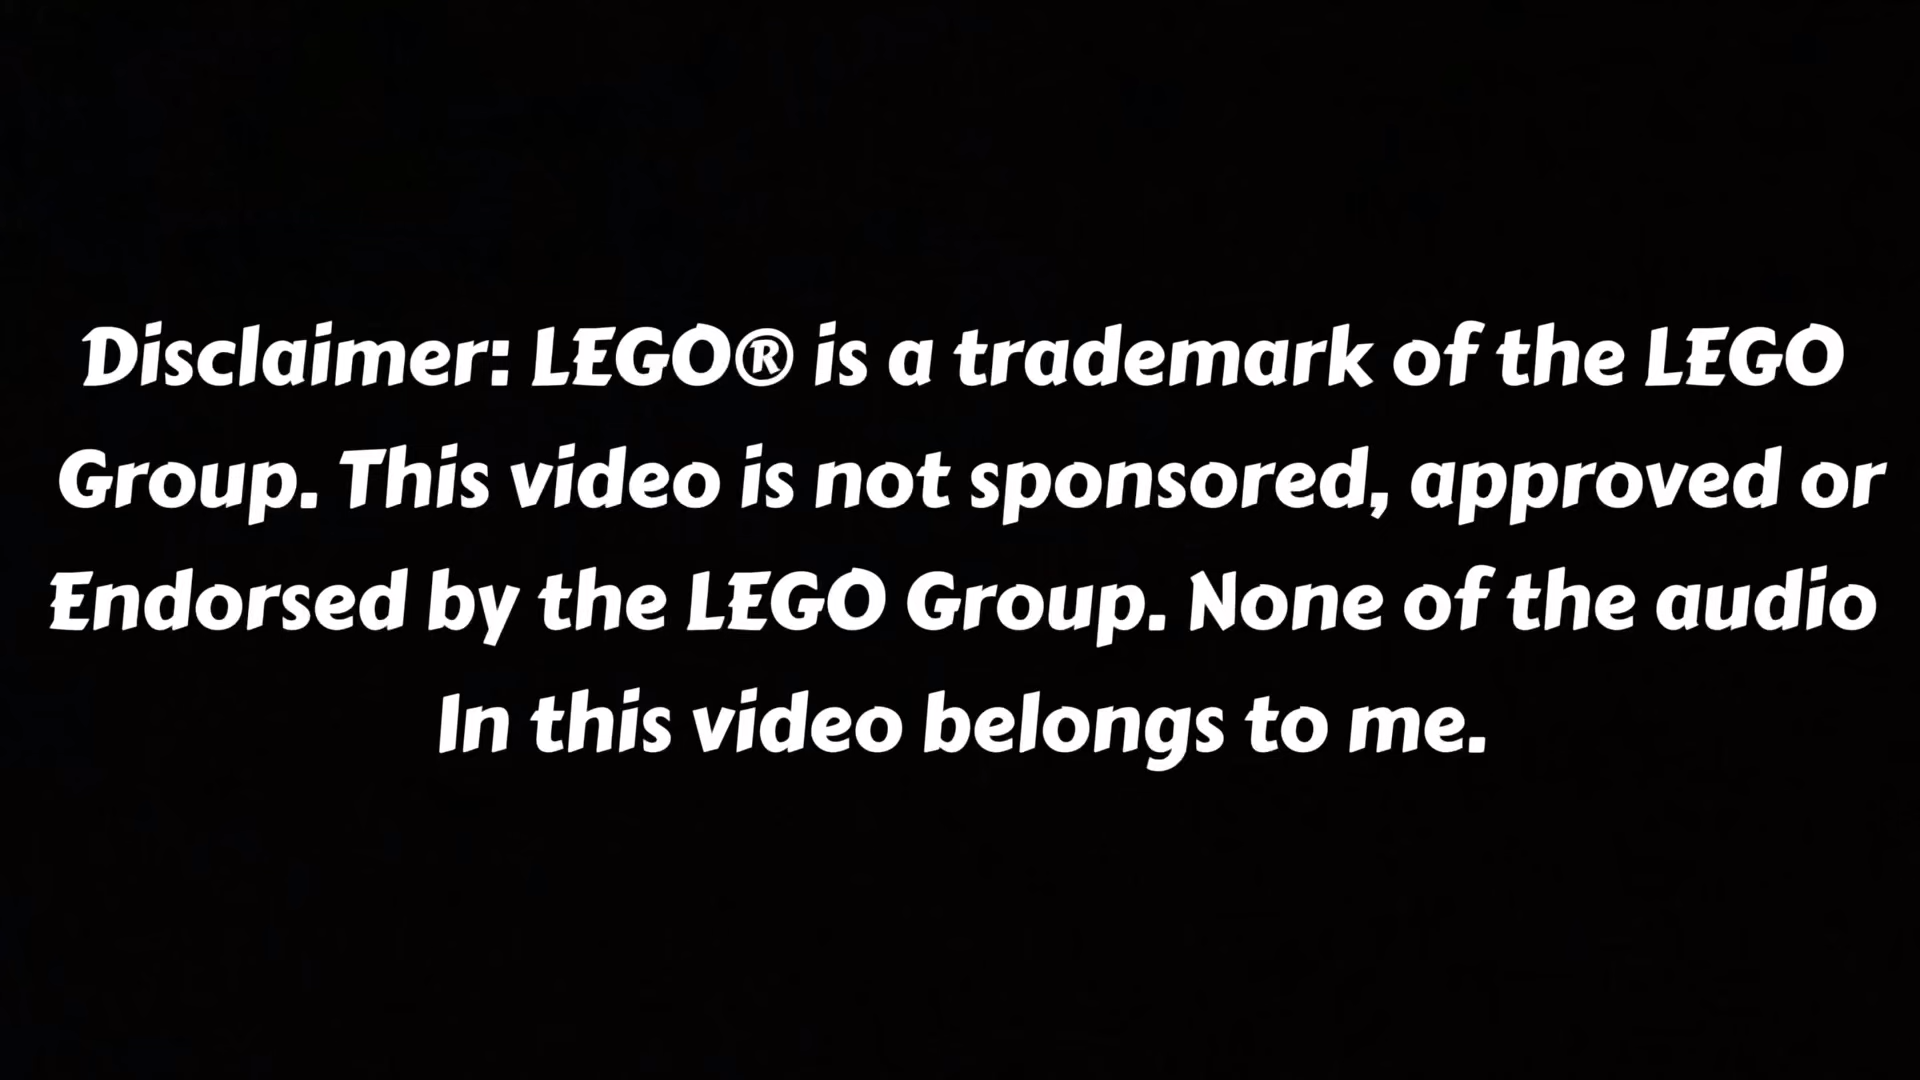 Disclaimer: LEGO® is a trademark of the LEGO
Group. This video is not sponsored, approved or
Endorsed by the LEGO Group. None of the audio
In this video belongs to me.